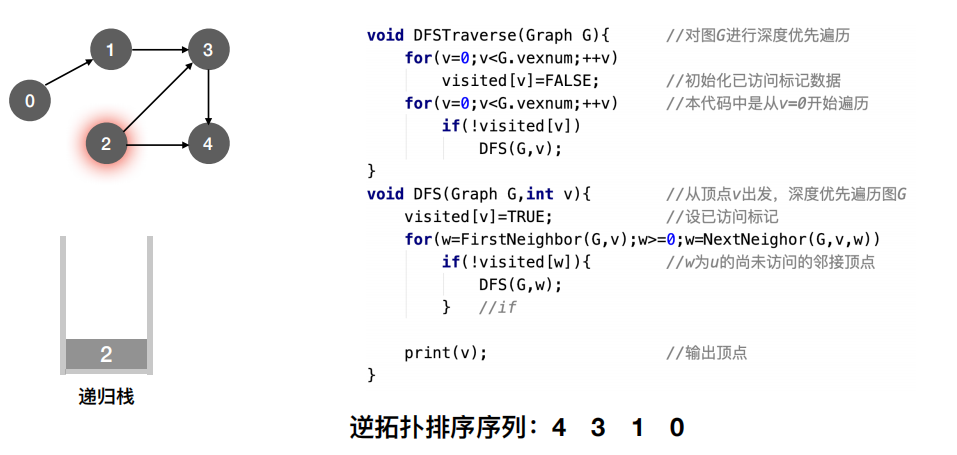 1
3
0
2
4
void DFSTraverse(Graph G){ //对图G进行深度优先遍历
for(v=0;v<G.vexnum;++v)
visited[v]=FALSE; //初始化已访问标记数据
for(v=0;v<G.vexnum;++v) //本代码中是从v=0开始遍历
if(!visited[v])
DFS(G,v);
}
void DFS(Graph G,int v){ //从顶点v出发，深度优先遍历图G
visited[v]=TRUE; //设已访问标记
for(w=FirstNeighbor(G,v);w>=0;w=NextNeighor(G,v,w))
if(!visited[w]){ //w为u的尚未访问的邻接顶点
DFS(G,w);
} //if
print(v); //输出顶点
}
2
递归栈
逆拓扑排序序列：4 3 1 0